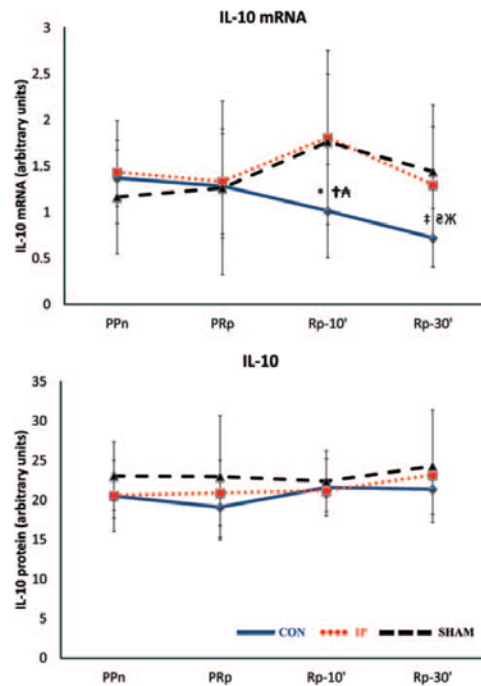 IL-10 mRNA
IL-10 mRNA (arbitrary units)
3
2.5
2
1.5
1
0.5
0
* †₳
‡ ₴Ж
PPn PRp Rp-10' Rp-30'
IL-10
IL-10 protein (arbitrary units)
35
30
25
20
15
10
5
0
CON IP SHAM
PPn PRp Rp-10' Rp-30'